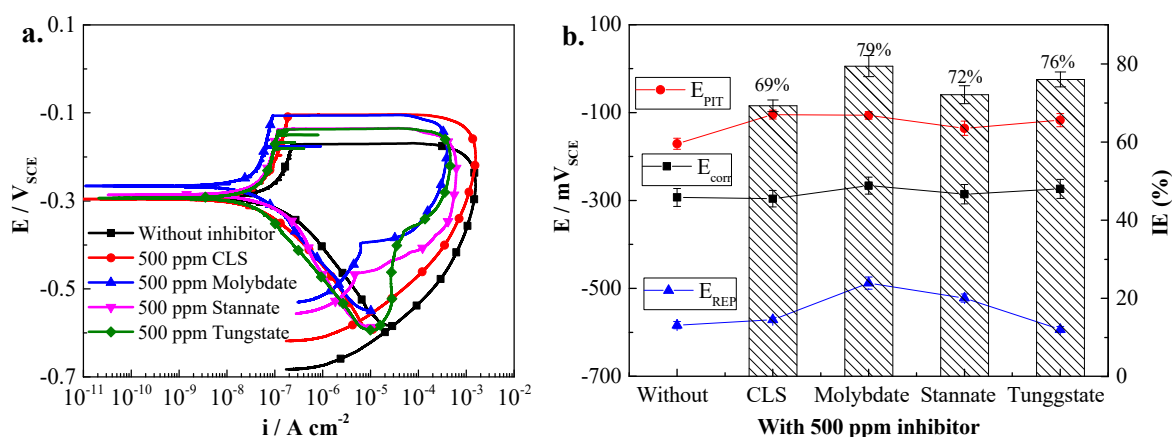 a.
0.1
-0.1
-0.3
-0.5
-0.7
E / V_SCE
Without inhibitor
500 ppm CLS
500 ppm Molybdate
500 ppm Stannate
500 ppm Tungstate
10⁻¹¹ 10⁻¹⁰ 10⁻⁹ 10⁻⁸ 10⁻⁷ 10⁻⁶ 10⁻⁵ 10⁻⁴ 10⁻³ 10⁻²
i / A cm⁻²
b.
100
-100
-300
-500
-700
E / mV_SCE
E_PIT
E_corr
E_REP
69%
79%
72%
76%
80
60
40
20
0
IE (%)
Without CLS Molybdate Stannate Tunggstate
With 500 ppm inhibitor